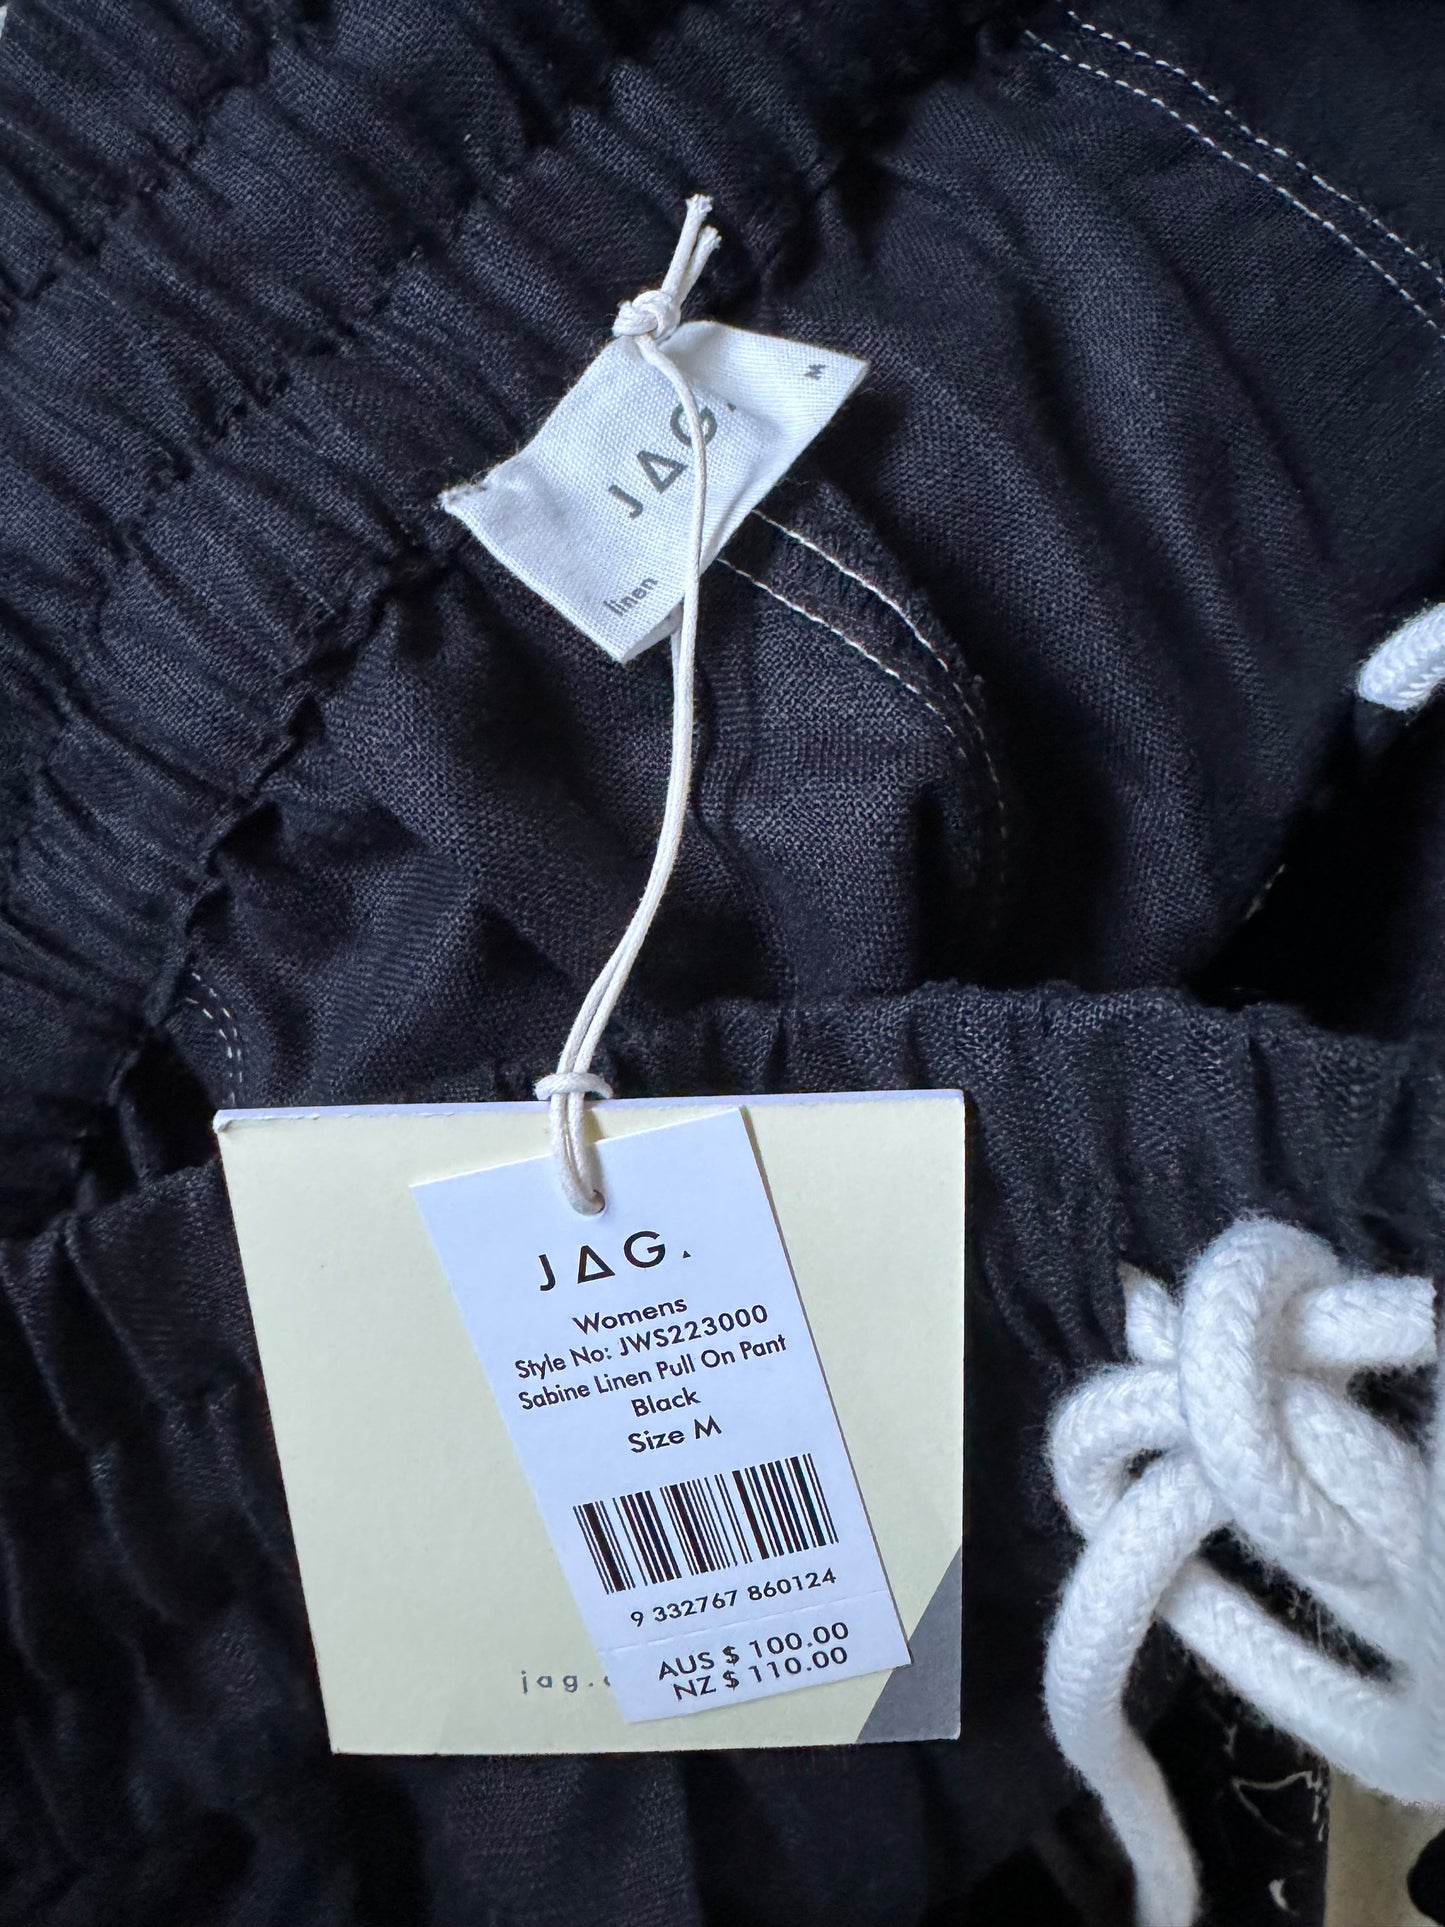 M
JAG.
linen
JAG.
Womens
Style No: JWS223000
Sabine Linen Pull On Pant
Black
Size M
9 332767 860124
AUS $ 100.00
NZ $ 110.00
jag.